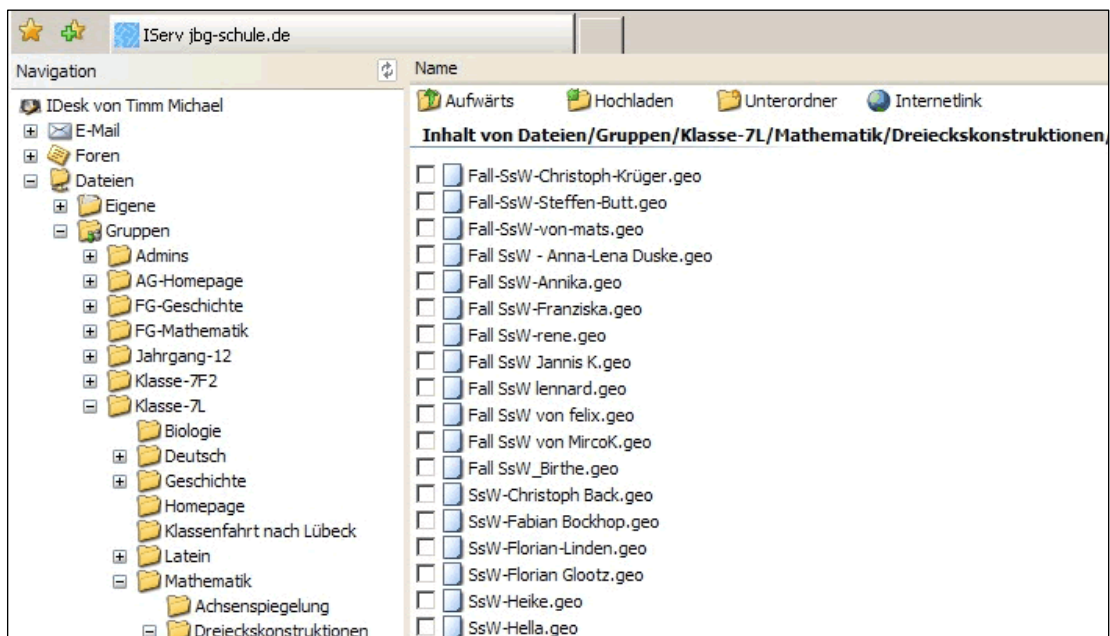 IServ jbg-schule.de
Navigation
IDesk von Timm Michael
E-Mail
Foren
Dateien
Eigene
Gruppen
Admins
AG-Homepage
FG-Geschichte
FG-Mathematik
Jahrgang-12
Klasse-7F2
Klasse-7L
Biologie
Deutsch
Geschichte
Homepage
Klassenfahrt nach Lübeck
Latein
Mathematik
Achsenspiegelung
Dreieckskonstruktionen
Name
Aufwärts Hochladen Unterordner Internetlink
Inhalt von Dateien/Gruppen/Klasse-7L/Mathematik/Dreieckskonstruktionen/
Fall-SsW-Christoph-Krüger.geo
Fall-SsW-Steffen-Butt.geo
Fall-SsW-von-mats.geo
Fall SsW - Anna-Lena Duske.geo
Fall SsW-Annika.geo
Fall SsW-Franziska.geo
Fall SsW-rene.geo
Fall SsW Jannis K.geo
Fall SsW lennard.geo
Fall SsW von felix.geo
Fall SsW von MircoK.geo
Fall SsW_Birthe.geo
SsW-Christoph Back.geo
SsW-Fabian Bockhop.geo
SsW-Florian-Linden.geo
SsW-Florian Glootz.geo
SsW-Heike.geo
SsW-Hella.geo